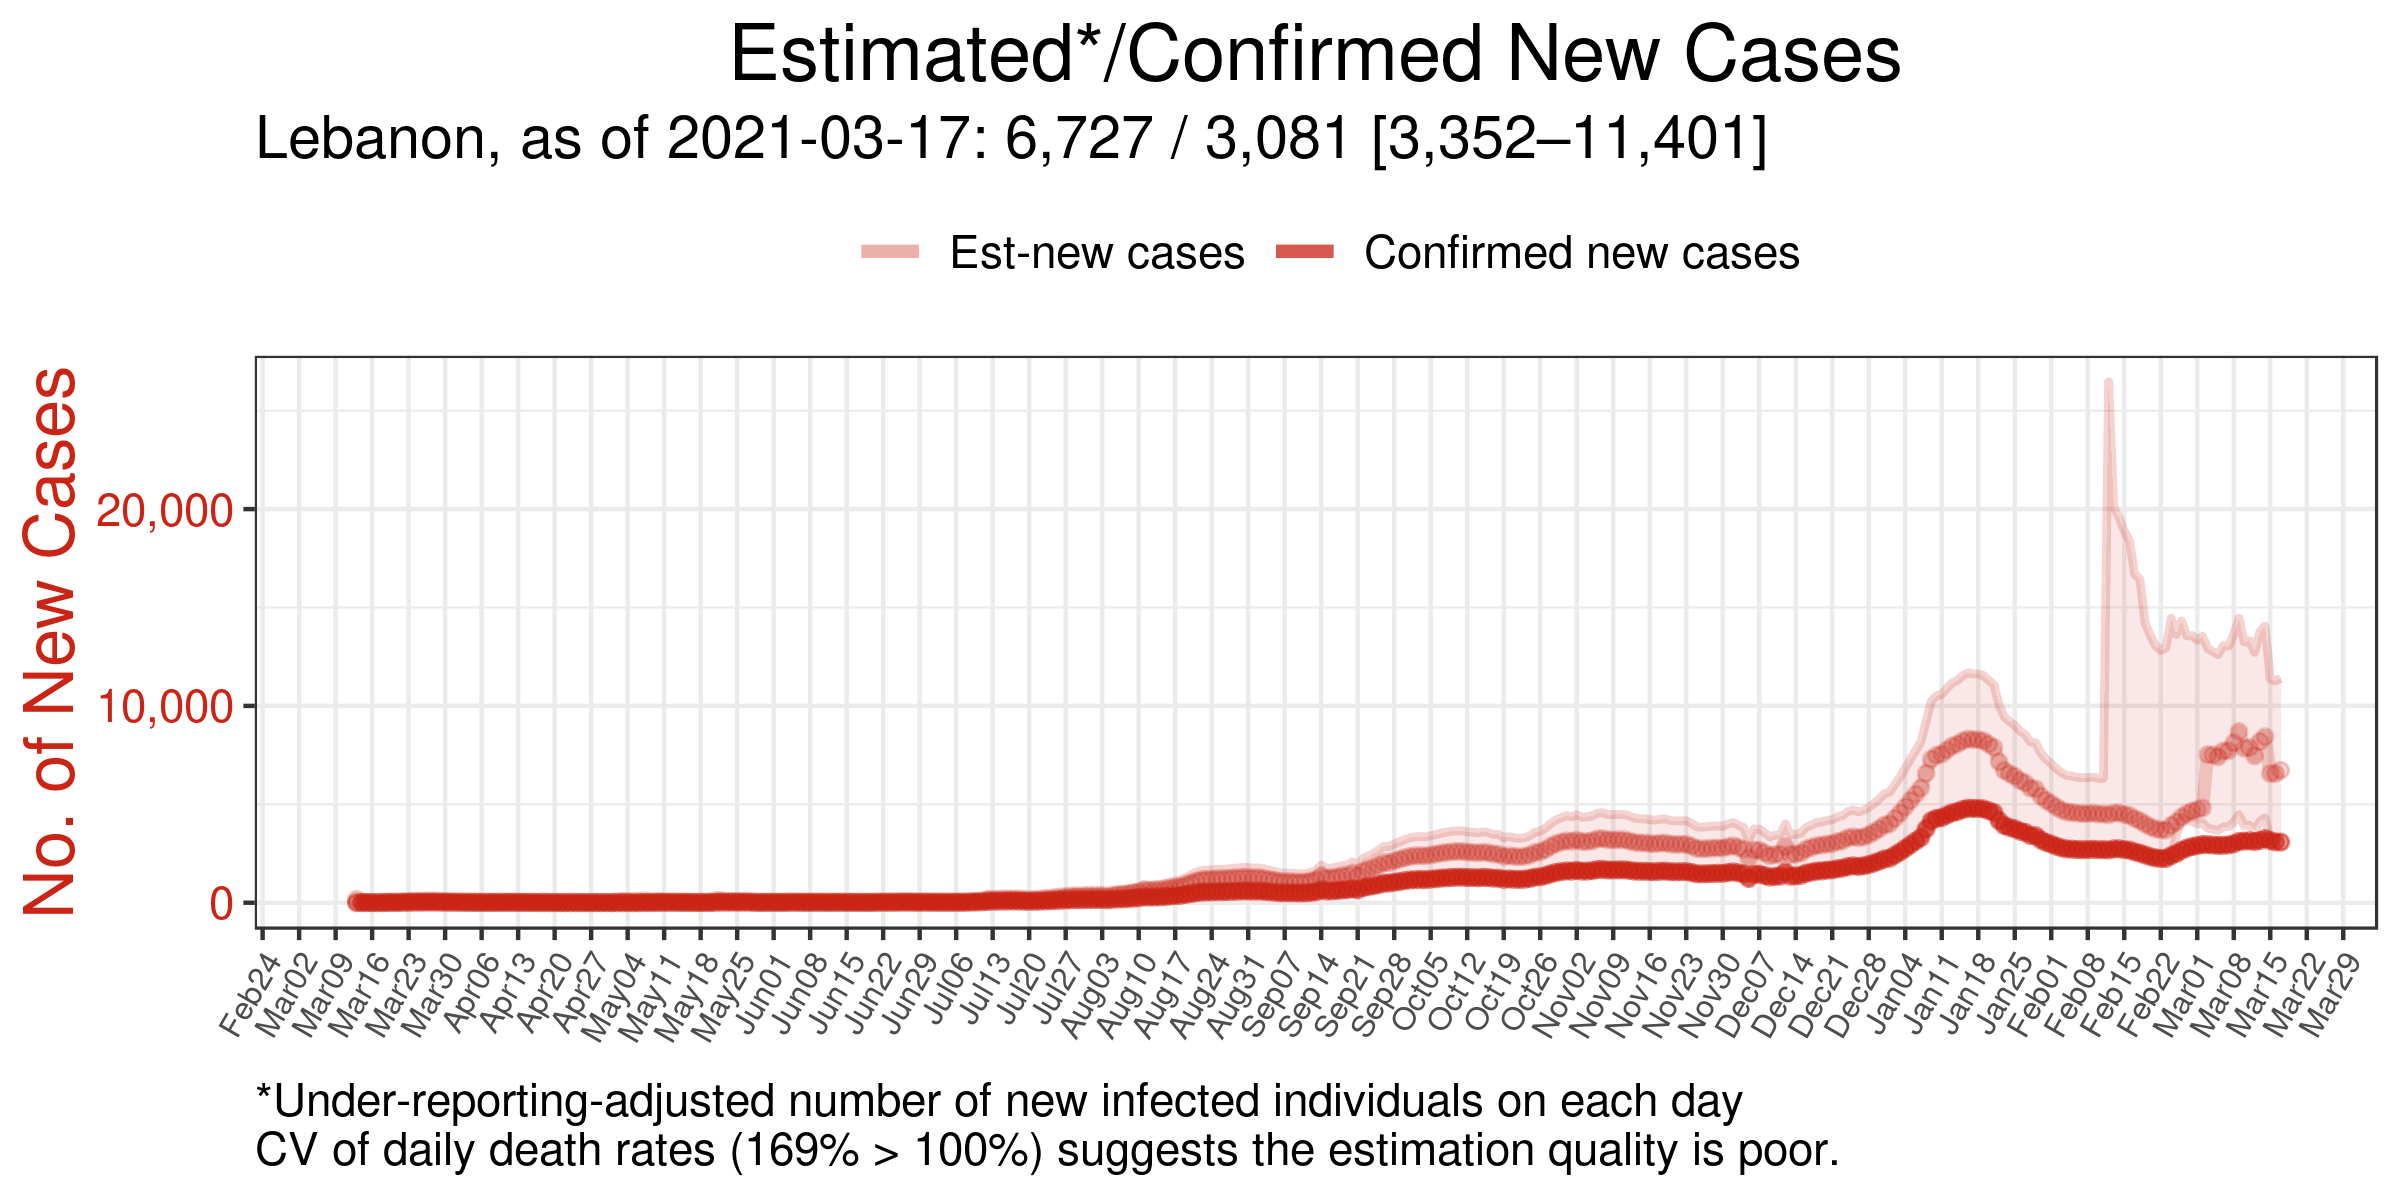 Estimated*/Confirmed New Cases
Lebanon, as of 2021-03-17: 6,727 / 3,081 [3,352–11,401]
Est-new cases
Confirmed new cases
No. of New Cases
20,000
10,000
0
Feb24
Mar02
Mar09
Mar16
Mar23
Mar30
Apr06
Apr13
Apr20
Apr27
May04
May11
May18
May25
Jun01
Jun08
Jun15
Jun22
Jun29
Jul06
Jul13
Jul20
Jul27
Aug03
Aug10
Aug17
Aug24
Aug31
Sep07
Sep14
Sep21
Sep28
Oct05
Oct12
Oct19
Oct26
Nov02
Nov09
Nov16
Nov23
Nov30
Dec07
Dec14
Dec21
Dec28
Jan04
Jan11
Jan18
Jan25
Feb01
Feb08
Feb15
Feb22
Mar01
Mar08
Mar15
Mar22
Mar29
*Under-reporting-adjusted number of new infected individuals on each day
CV of daily death rates (169% > 100%) suggests the estimation quality is poor.